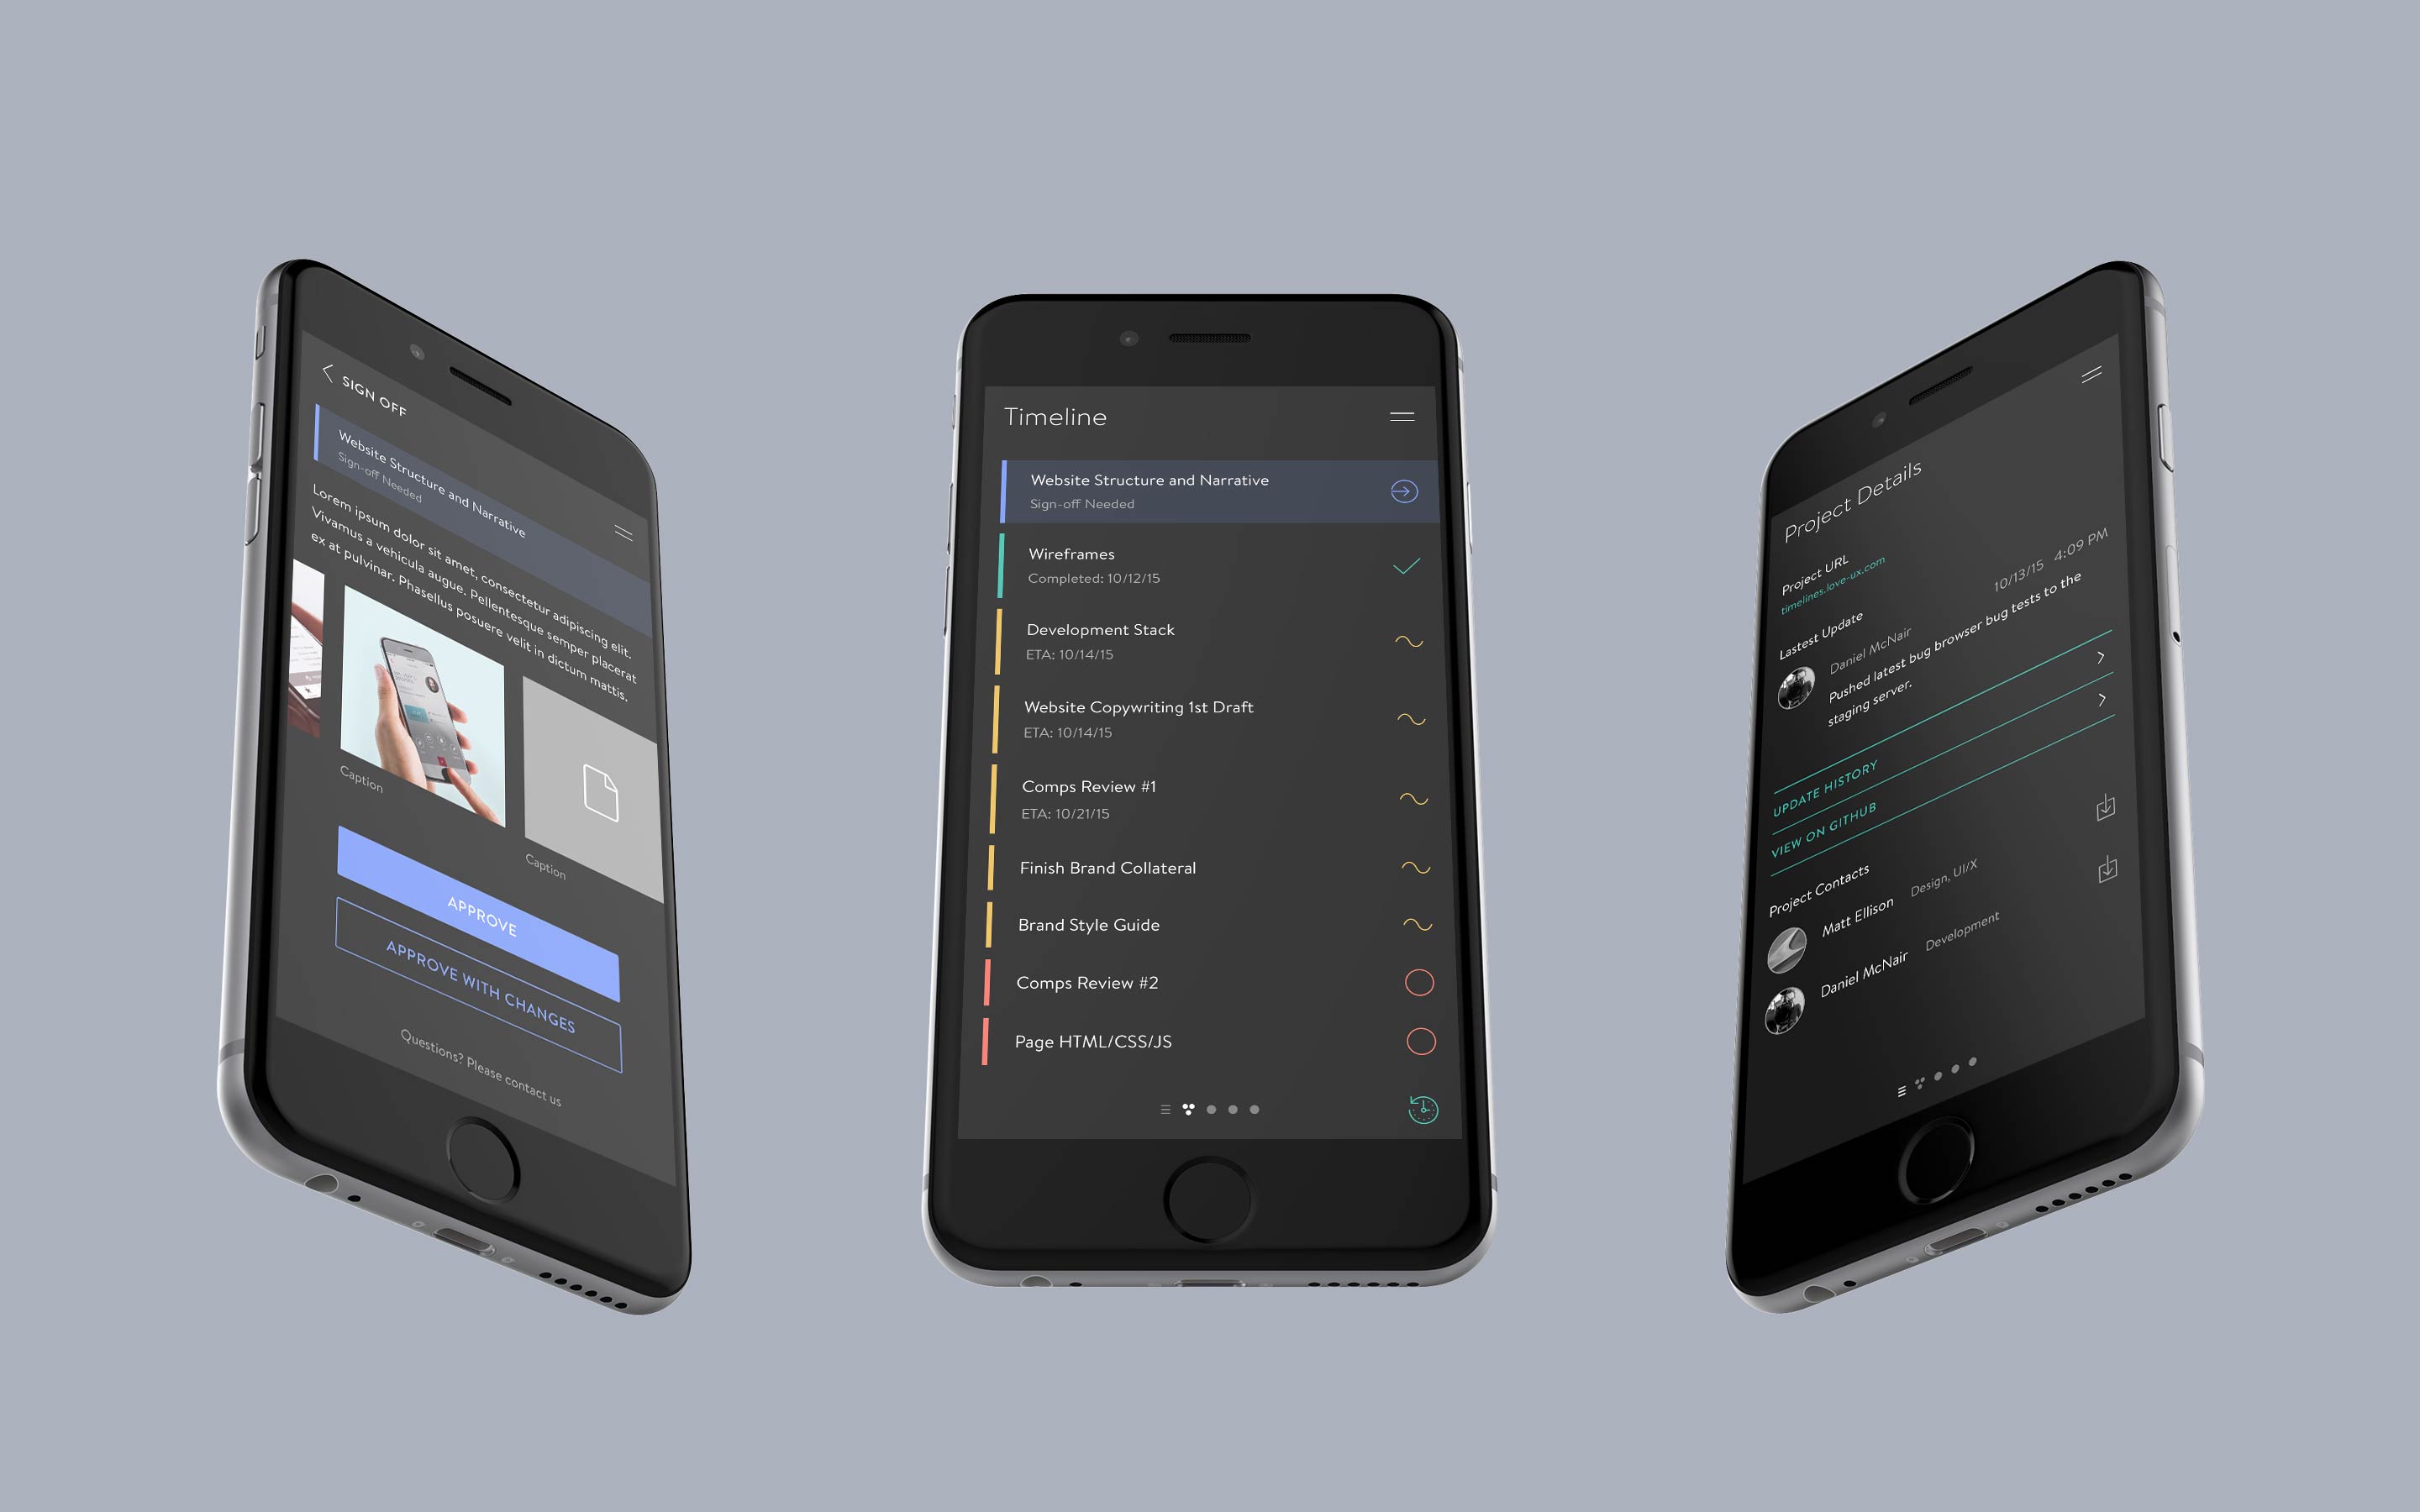 SIGN OFF
Website Structure and Narrative
Sign-off Needed
Lorem ipsum dolor sit amet, consectetur adipiscing elit.
Vivamus a vehicula augue. Pellentesque semper placerat
ex at pulvinar. Phasellus posuere velit in dictum mattis.
Caption
Caption
APPROVE
APPROVE WITH CHANGES
Questions? Please contact us
Timeline
Website Structure and Narrative
Sign-off Needed
Wireframes
Completed: 10/12/15
Development Stack
ETA: 10/14/15
Website Copywriting 1st Draft
ETA: 10/14/15
Comps Review #1
ETA: 10/21/15
Finish Brand Collateral
Brand Style Guide
Comps Review #2
Page HTML/CSS/JS
Project Details
Project URL
timelines.love-ux.com
Lastest Update
10/13/15 4:09 PM
Daniel McNair
Pushed latest bug browser bug tests to the
staging server.
UPDATE HISTORY
VIEW ON GITHUB
Project Contacts
Matt Ellison Design, UI/X
Daniel McNair Development